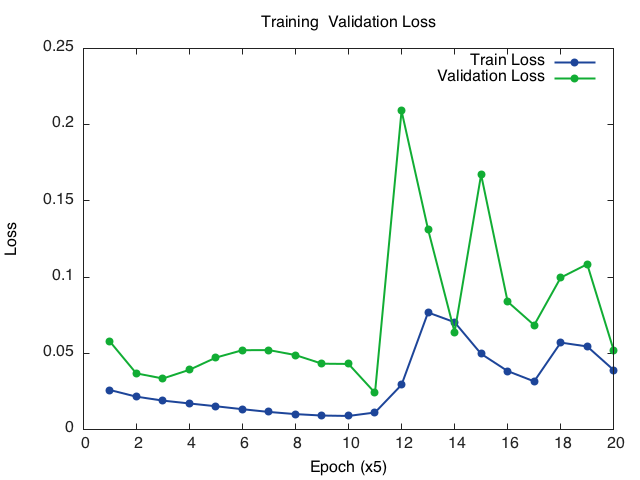 Training  Validation Loss
Train Loss
Validation Loss
0.25
0.2
0.15
0.1
0.05
0
Loss
0 2 4 6 8 10 12 14 16 18 20
Epoch (x5)